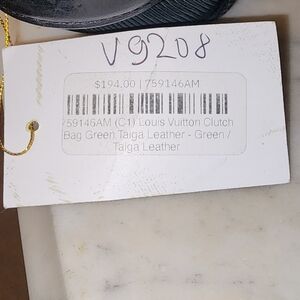 V9208
$194.00 | 759146AM
759146AM (C1) Louis Vuitton Clutch
Bag Green Taiga Leather - Green /
Taiga Leather